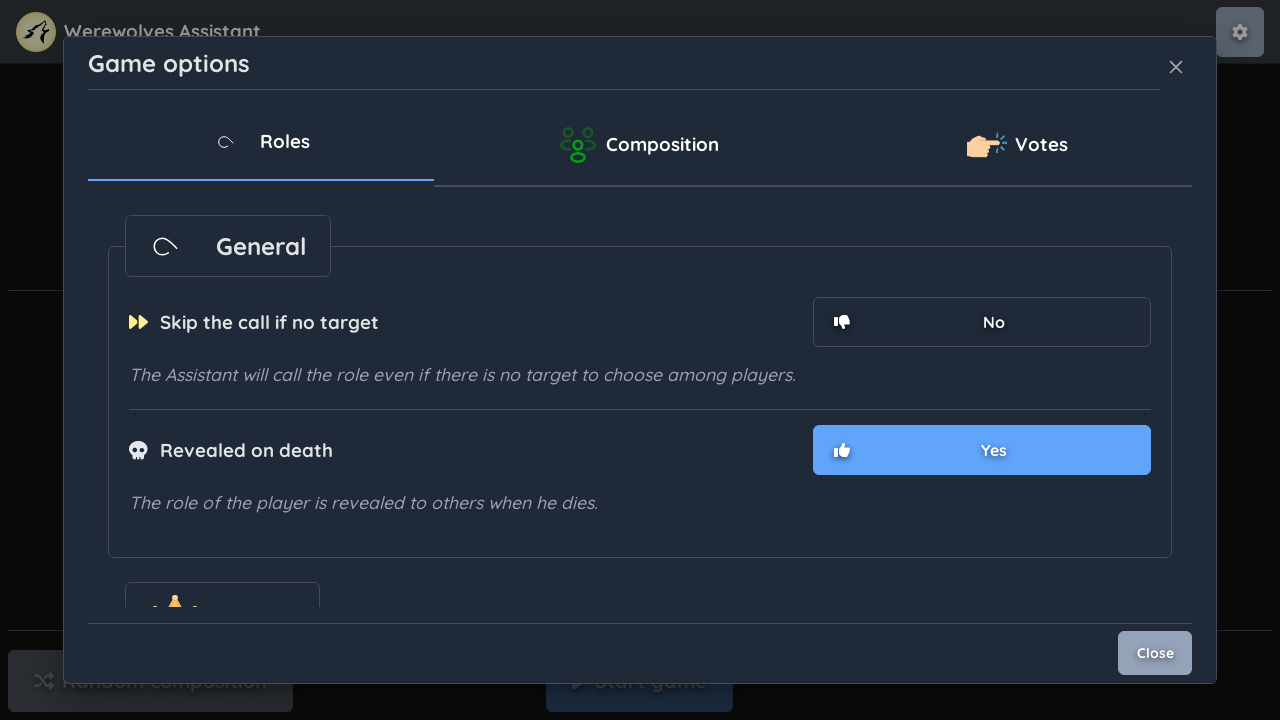 Werewolves Assistant
Game options
Roles
Composition
Votes
General
Skip the call if no target
No
The Assistant will call the role even if there is no target to choose among players.
Revealed on death
Yes
The role of the player is revealed to others when he dies.
Close
Random composition
Start game